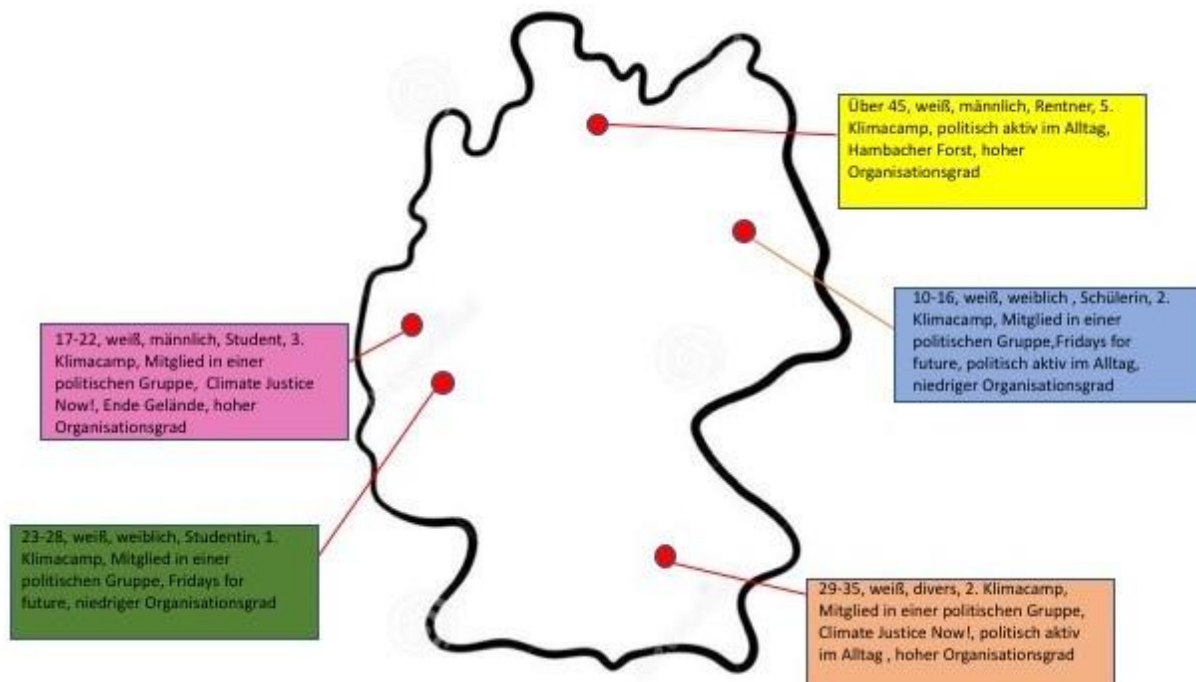 Über 45, weiß, männlich, Rentner, 5.
Klimacamp, politisch aktiv im Alltag,
Hambacher Forst, hoher
Organisationsgrad
10-16, weiß, weiblich , Schülerin, 2.
Klimacamp, Mitglied in einer
politischen Gruppe,Fridays for
future, politisch aktiv im Alltag,
niedriger Organisationsgrad
17-22, weiß, männlich, Student, 3.
Klimacamp, Mitglied in einer
politischen Gruppe, Climate Justice
Now!, Ende Gelände, hoher
Organisationsgrad
23-28, weiß, weiblich, Studentin, 1.
Klimacamp, Mitglied in einer
politischen Gruppe, Fridays for
future, niedriger Organisationsgrad
29-35, weiß, divers, 2. Klimacamp,
Mitglied in einer politischen Gruppe,
Climate Justice Now!, politisch aktiv
im Alltag , hoher Organisationsgrad